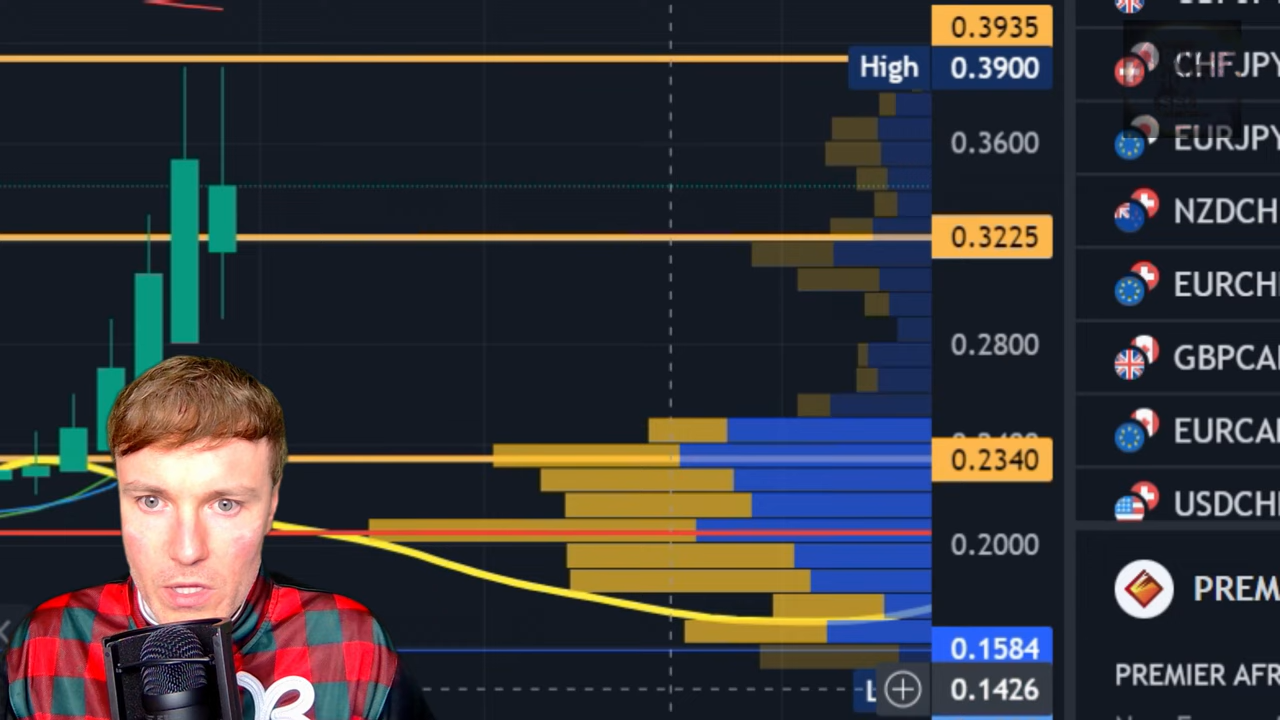 0.3935
High 0.3900
0.3600
0.3225
0.2800
0.2340
0.2000
0.1584
0.1426
CHFJPY
EURJPY
NZDCH
EURCH
GBPCA
EURCA
USDCH
PREM
PREMIER AFR